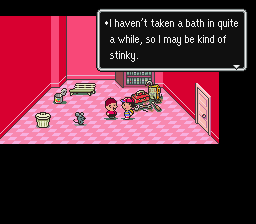 •I haven't taken a bath in quite
a while, so I may be kind of
stinky.